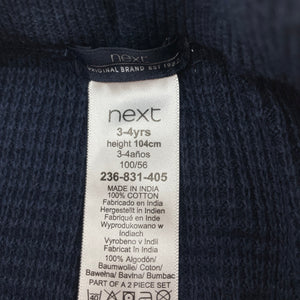 next
ORIGINAL BRAND EST 1982
next
3-4yrs
height 104cm
3-4años
100/56
236-831-405
MADE IN INDIA
100% COTTON
Fabricado en India
Hergestellt in Indien
Fabriqué en Inde
Wyprodukowano w
Indiach
Vyrobeno v Indii
Fabricat în India
100% Algodón/
Baumwolle/ Coton/
Bawełna/ Bavlna/ Bumbac
PART OF A 2 PIECE SET